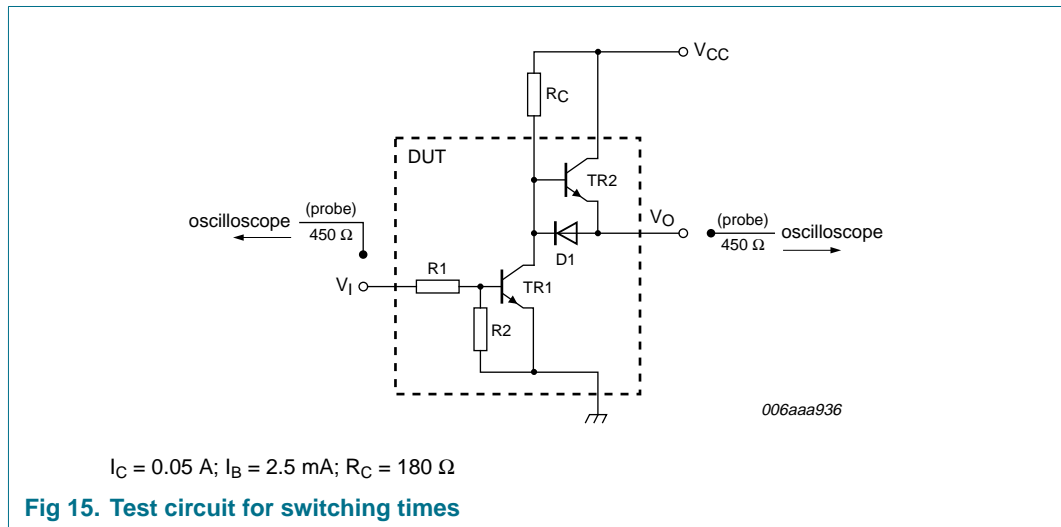 V_CC
R_C
DUT
TR2
(probe)
oscilloscope
450 Ω
V_O
(probe)
oscilloscope
450 Ω
D1
R1
V_I
TR1
R2
006aaa936
I_C = 0.05 A; I_B = 2.5 mA; R_C = 180 Ω
Fig 15. Test circuit for switching times